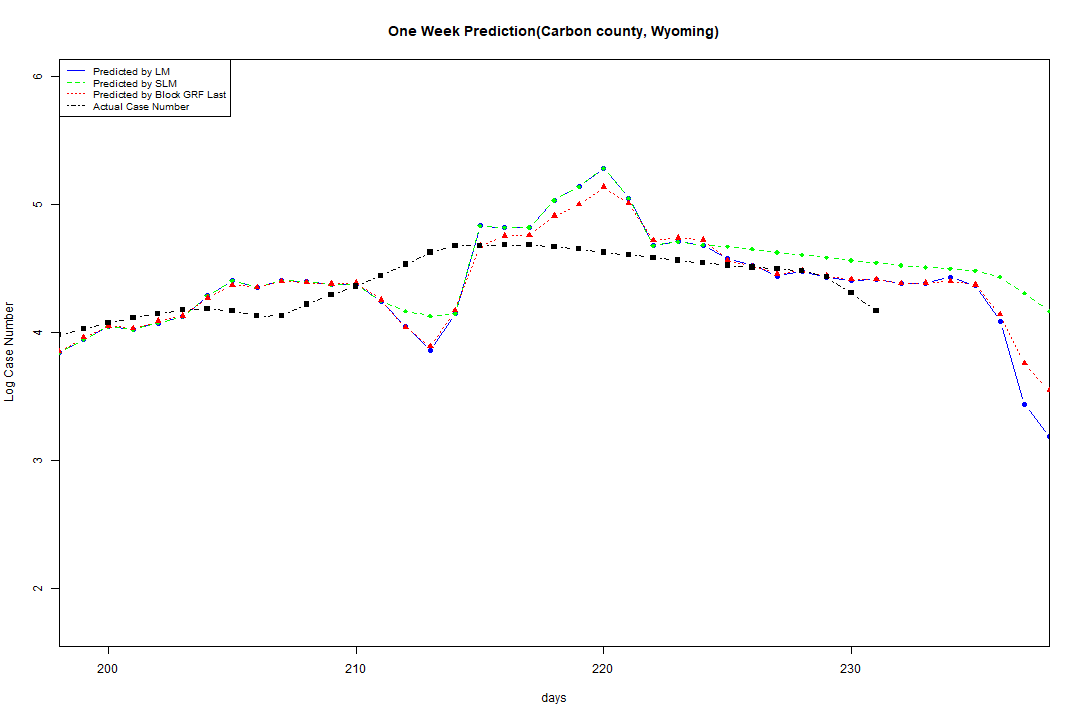 One Week Prediction(Carbon county, Wyoming)
Predicted by LM
Predicted by SLM
Predicted by Block GRF Last
Actual Case Number
6
5
4
3
2
Log Case Number
200 210 220 230
days